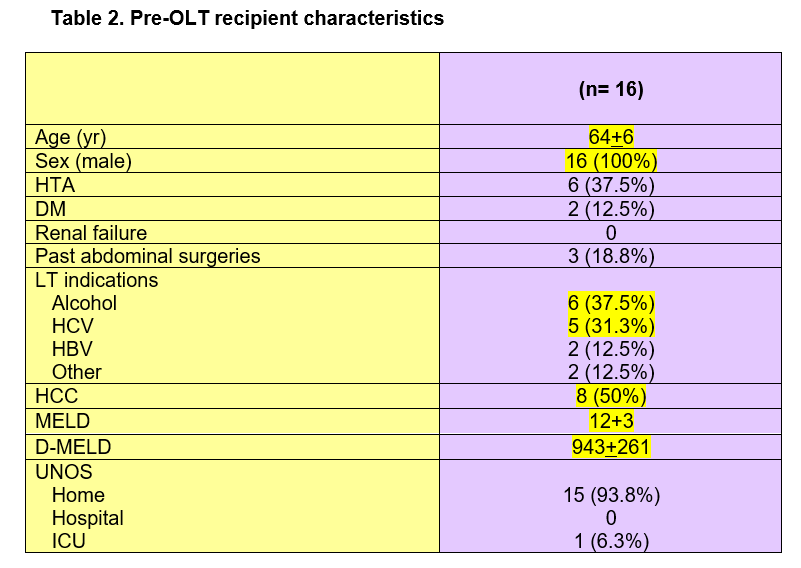 Table 2. Pre-OLT recipient characteristics
(n= 16)
Age (yr) 64±6
Sex (male) 16 (100%)
HTA 6 (37.5%)
DM 2 (12.5%)
Renal failure 0
Past abdominal surgeries 3 (18.8%)
LT indications
Alcohol 6 (37.5%)
HCV 5 (31.3%)
HBV 2 (12.5%)
Other 2 (12.5%)
HCC 8 (50%)
MELD 12+3
D-MELD 943±261
UNOS
Home 15 (93.8%)
Hospital 0
ICU 1 (6.3%)